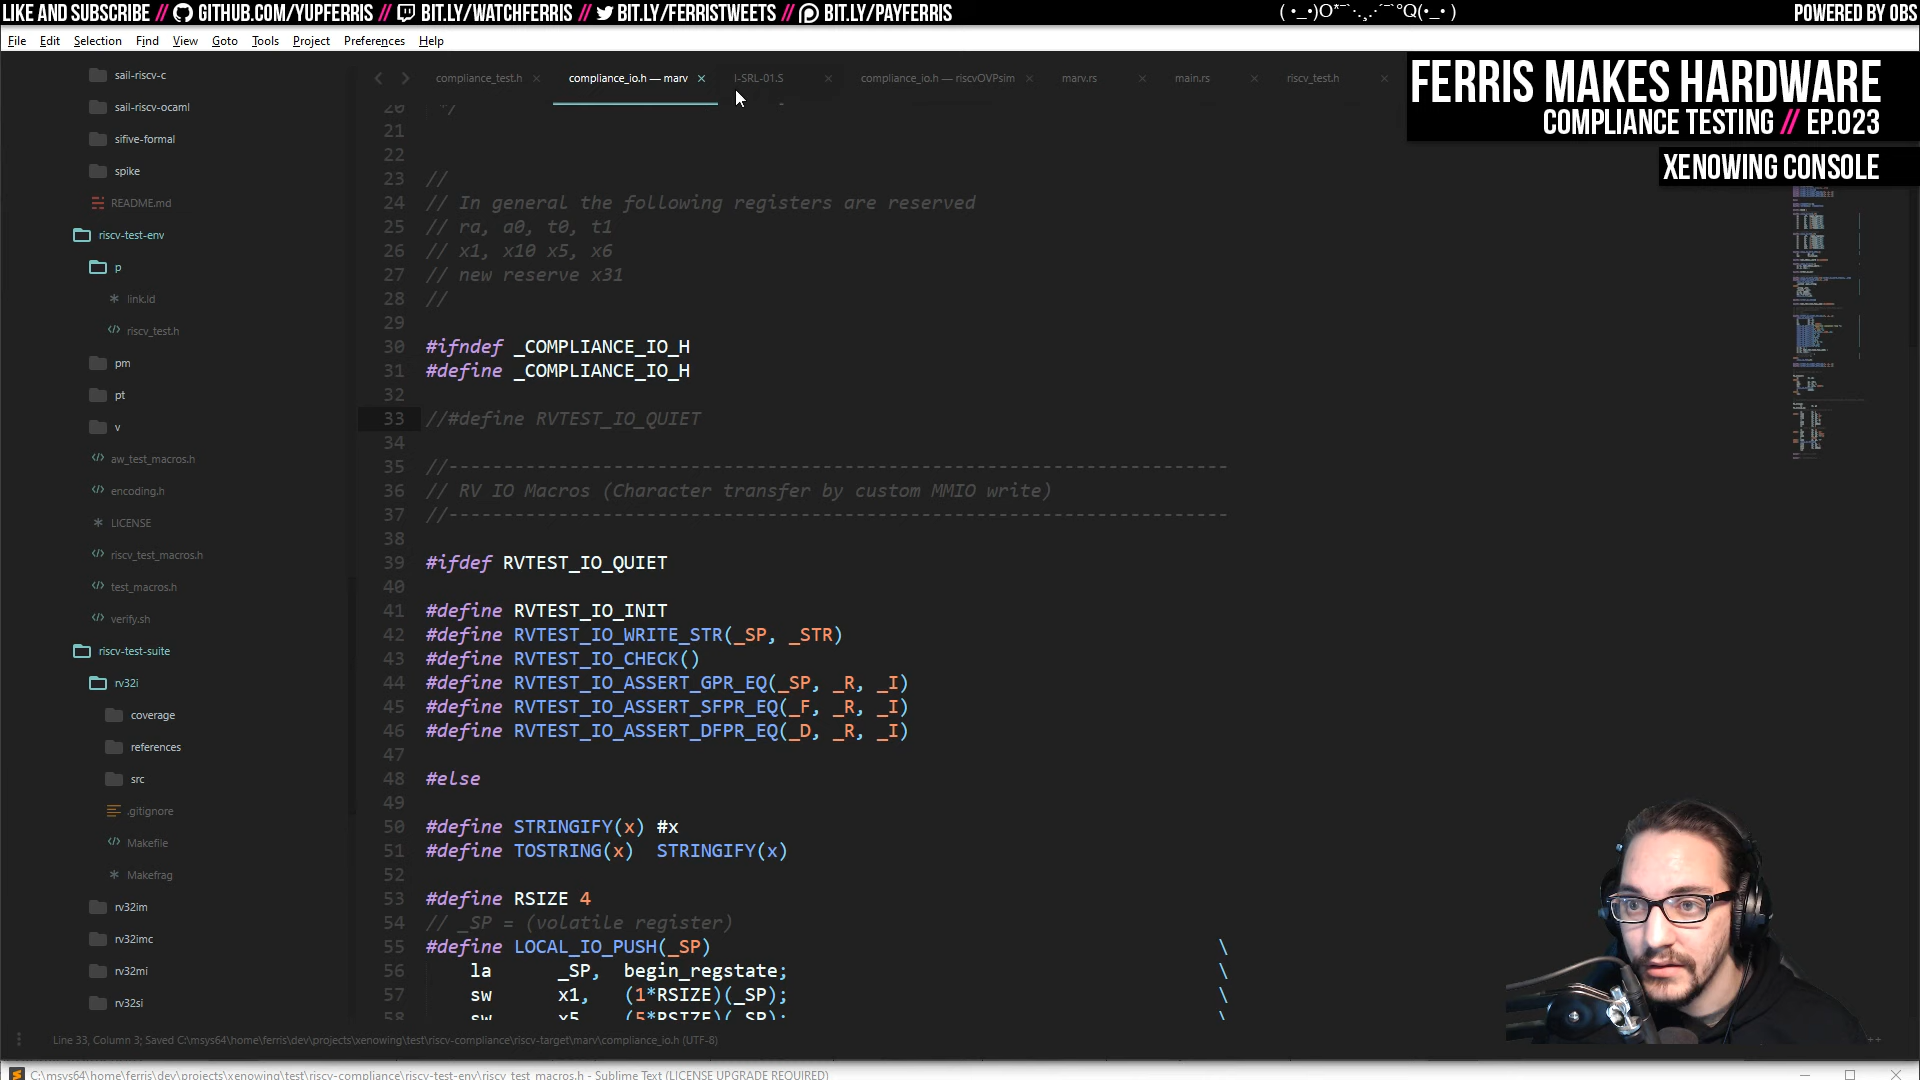 LIKE AND SUBSCRIBE // GITHUB.COM/YUPFERRIS // BIT.LY/WATCHFERRIS // BIT.LY/FERRISTWEETS // BIT.LY/PAYFERRIS
POWERED BY OBS
File Edit Selection Find View Goto Tools Project Preferences Help
compliance_test.h compliance_io.h — marv I-SRL-01.S compliance_io.h — riscvOVPsim marv.rs main.rs riscv_test.h
FERRIS MAKES HARDWARE
COMPLIANCE TESTING // EP.023
XENOWING CONSOLE
sail-riscv-c
sail-riscv-ocaml
sifive-formal
spike
README.md
riscv-test-env
p
link.ld
riscv_test.h
pm
pt
v
aw_test_macros.h
encoding.h
LICENSE
riscv_test_macros.h
test_macros.h
verify.sh
riscv-test-suite
rv32i
coverage
references
src
.gitignore
Makefile
Makefrag
rv32im
rv32imc
rv32mi
rv32si
20 */
21
22
23 //
24 // In general the following registers are reserved
25 // ra, a0, t0, t1
26 // x1, x10 x5, x6
27 // new reserve x31
28 //
29
30 #ifndef _COMPLIANCE_IO_H
31 #define _COMPLIANCE_IO_H
32
33 //#define RVTEST_IO_QUIET
34
35 //-----------------------------------------------------------------------
36 // RV IO Macros (Character transfer by custom MMIO write)
37 //-----------------------------------------------------------------------
38
39 #ifdef RVTEST_IO_QUIET
40
41 #define RVTEST_IO_INIT
42 #define RVTEST_IO_WRITE_STR(_SP, _STR)
43 #define RVTEST_IO_CHECK()
44 #define RVTEST_IO_ASSERT_GPR_EQ(_SP, _R, _I)
45 #define RVTEST_IO_ASSERT_SFPR_EQ(_F, _R, _I)
46 #define RVTEST_IO_ASSERT_DFPR_EQ(_D, _R, _I)
47
48 #else
49
50 #define STRINGIFY(x) #x
51 #define TOSTRING(x) STRINGIFY(x)
52
53 #define RSIZE 4
54 // _SP = (volatile register)
55 #define LOCAL_IO_PUSH(_SP) \
56 la _SP, begin_regstate; \
57 sw x1, (1*RSIZE)(_SP); \
58 sw x5, (5*RSIZE)(_SP); \
Line 33, Column 3; Saved C:\msys64\home\ferris\dev\projects\xenowing\test\riscv-compliance\riscv-target\marv\compliance_io.h (UTF-8)
C:\msys64\home\ferris\dev\projects\xenowing\test\riscv-compliance\riscv-test-env\riscv_test_macros.h - Sublime Text (LICENSE UPGRADE REQUIRED)